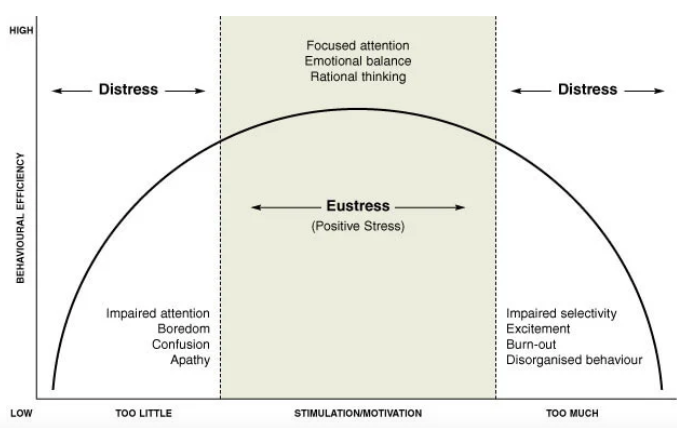 HIGH
Focused attention
Emotional balance
Rational thinking
Distress
Distress
BEHAVIOURAL EFFICIENCY
Eustress
(Positive Stress)
Impaired attention
Boredom
Confusion
Apathy
Impaired selectivity
Excitement
Burn-out
Disorganised behaviour
LOW
TOO LITTLE
STIMULATION/MOTIVATION
TOO MUCH